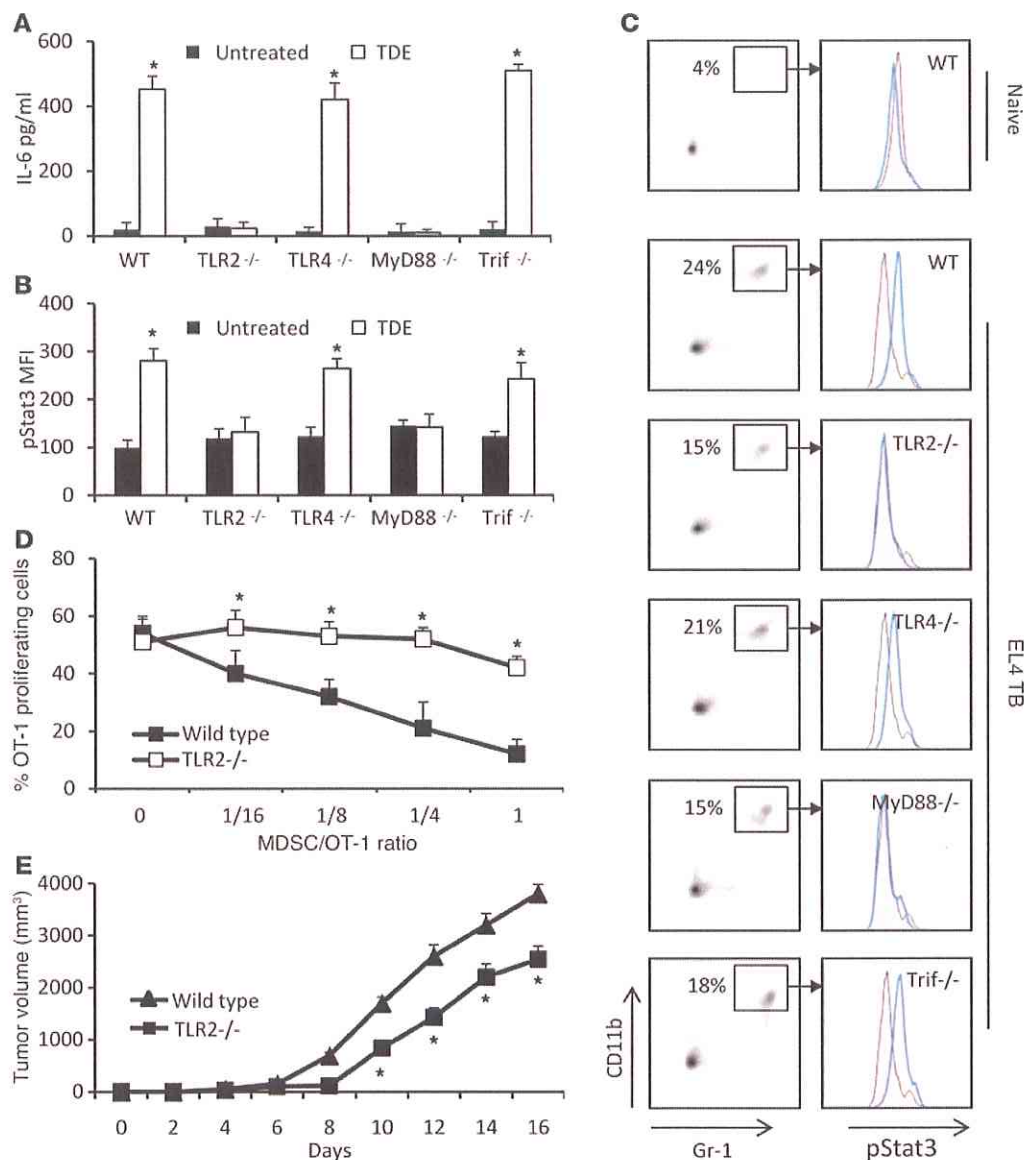 A
600
400
200
0
IL-6 pg/ml
Untreated TDE
* * *
WT TLR2 -/- TLR4 -/- MyD88 -/- Trif -/-
B
400
300
200
100
0
pStat3 MFI
Untreated TDE
* * *
WT TLR2 -/- TLR4 -/- MyD88 -/- Trif -/-
D
80
60
40
20
0
% OT-1 proliferating cells
* * * *
Wild type
TLR2-/-
0 1/16 1/8 1/4 1
MDSC/OT-1 ratio
E
4000
3000
2000
1000
0
Tumor volume (mm³)
Wild type
TLR2-/-
* * * *
0 2 4 6 8 10 12 14 16
Days
C
4% WT
Naive
24% WT
15% TLR2-/-
21% TLR4-/-
15% MyD88-/-
18% Trif-/-
EL4 TB
CD11b
Gr-1 pStat3